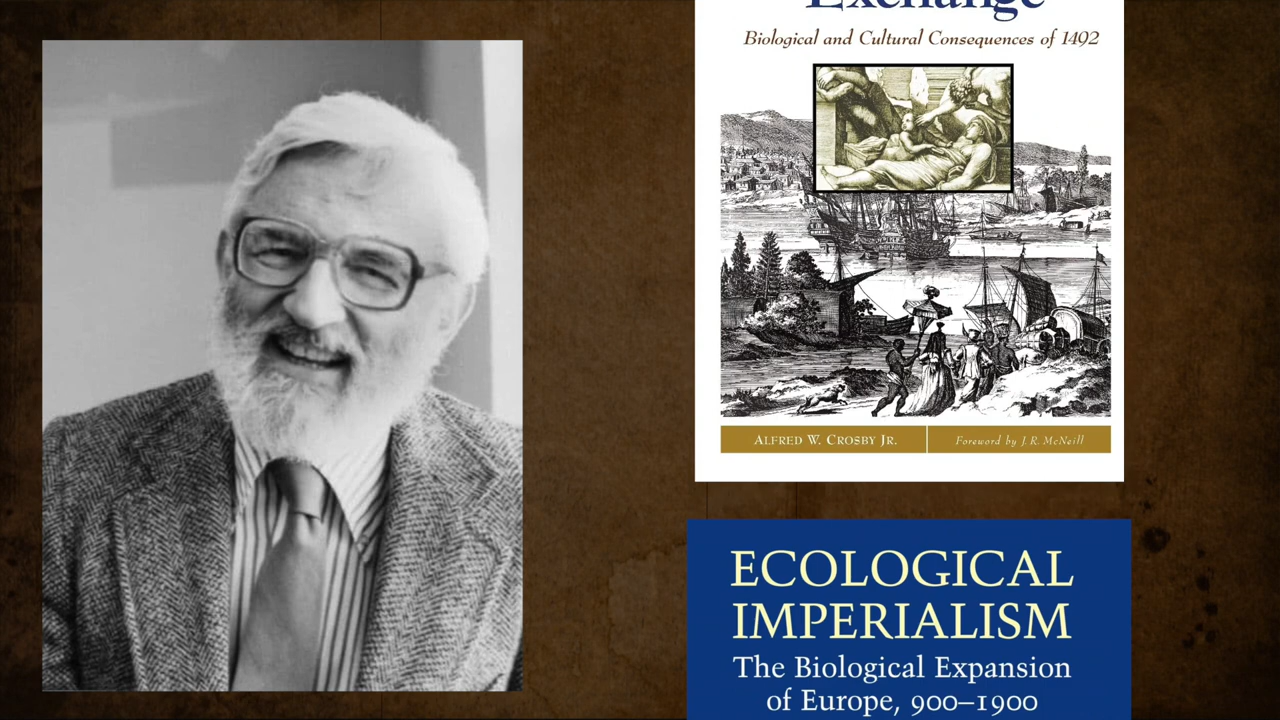 Exchange
Biological and Cultural Consequences of 1492
ALFRED W. CROSBY JR.
Foreword by J. R. McNeill
ECOLOGICAL
IMPERIALISM
The Biological Expansion
of Europe, 900–1900